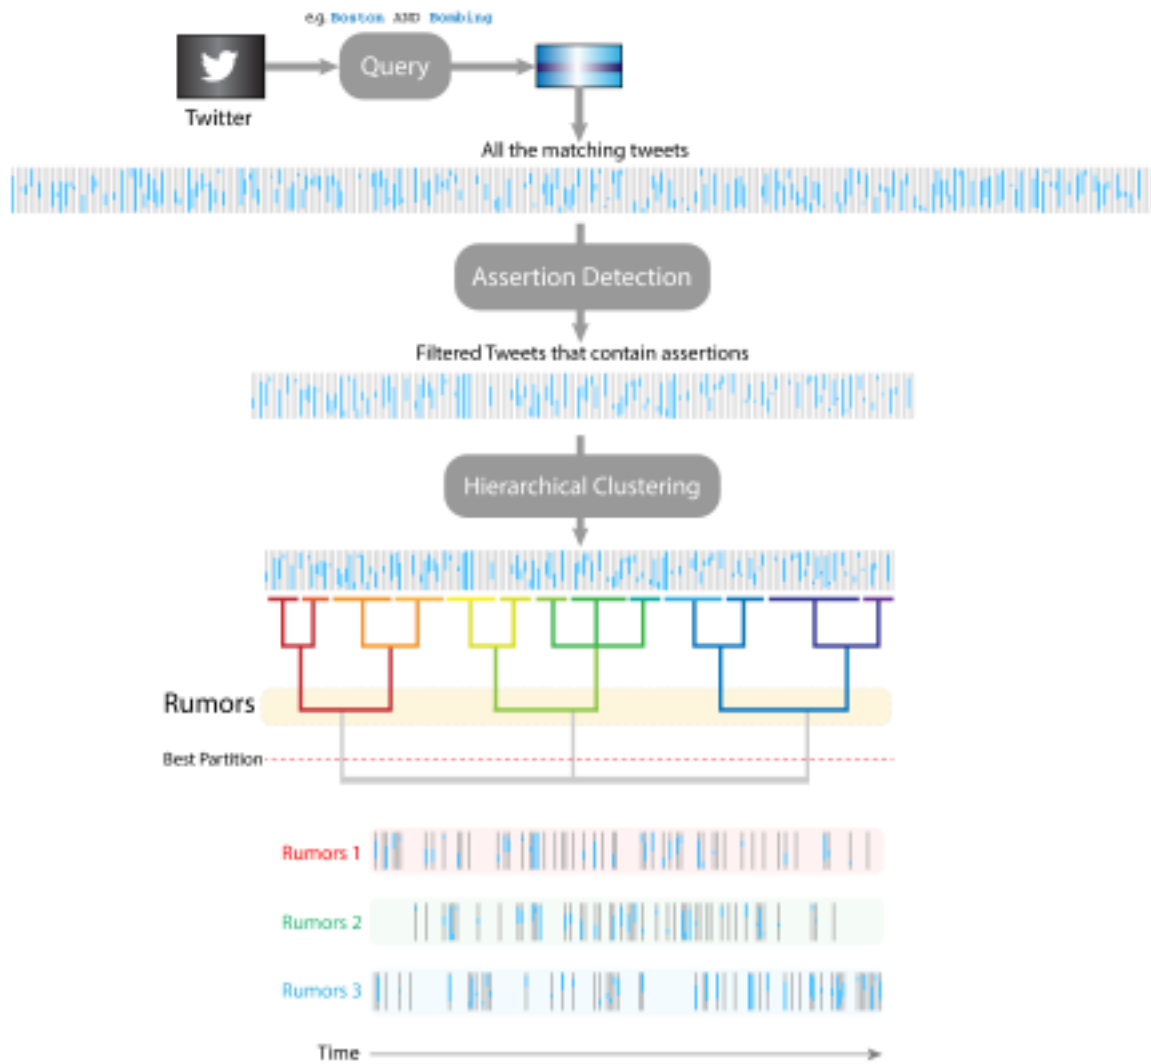 e.g. Boston AND Bombing
Query
Twitter
All the matching tweets
Assertion Detection
Filtered Tweets that contain assertions
Hierarchical Clustering
Rumors
Best Partition
Rumors 1
Rumors 2
Rumors 3
Time